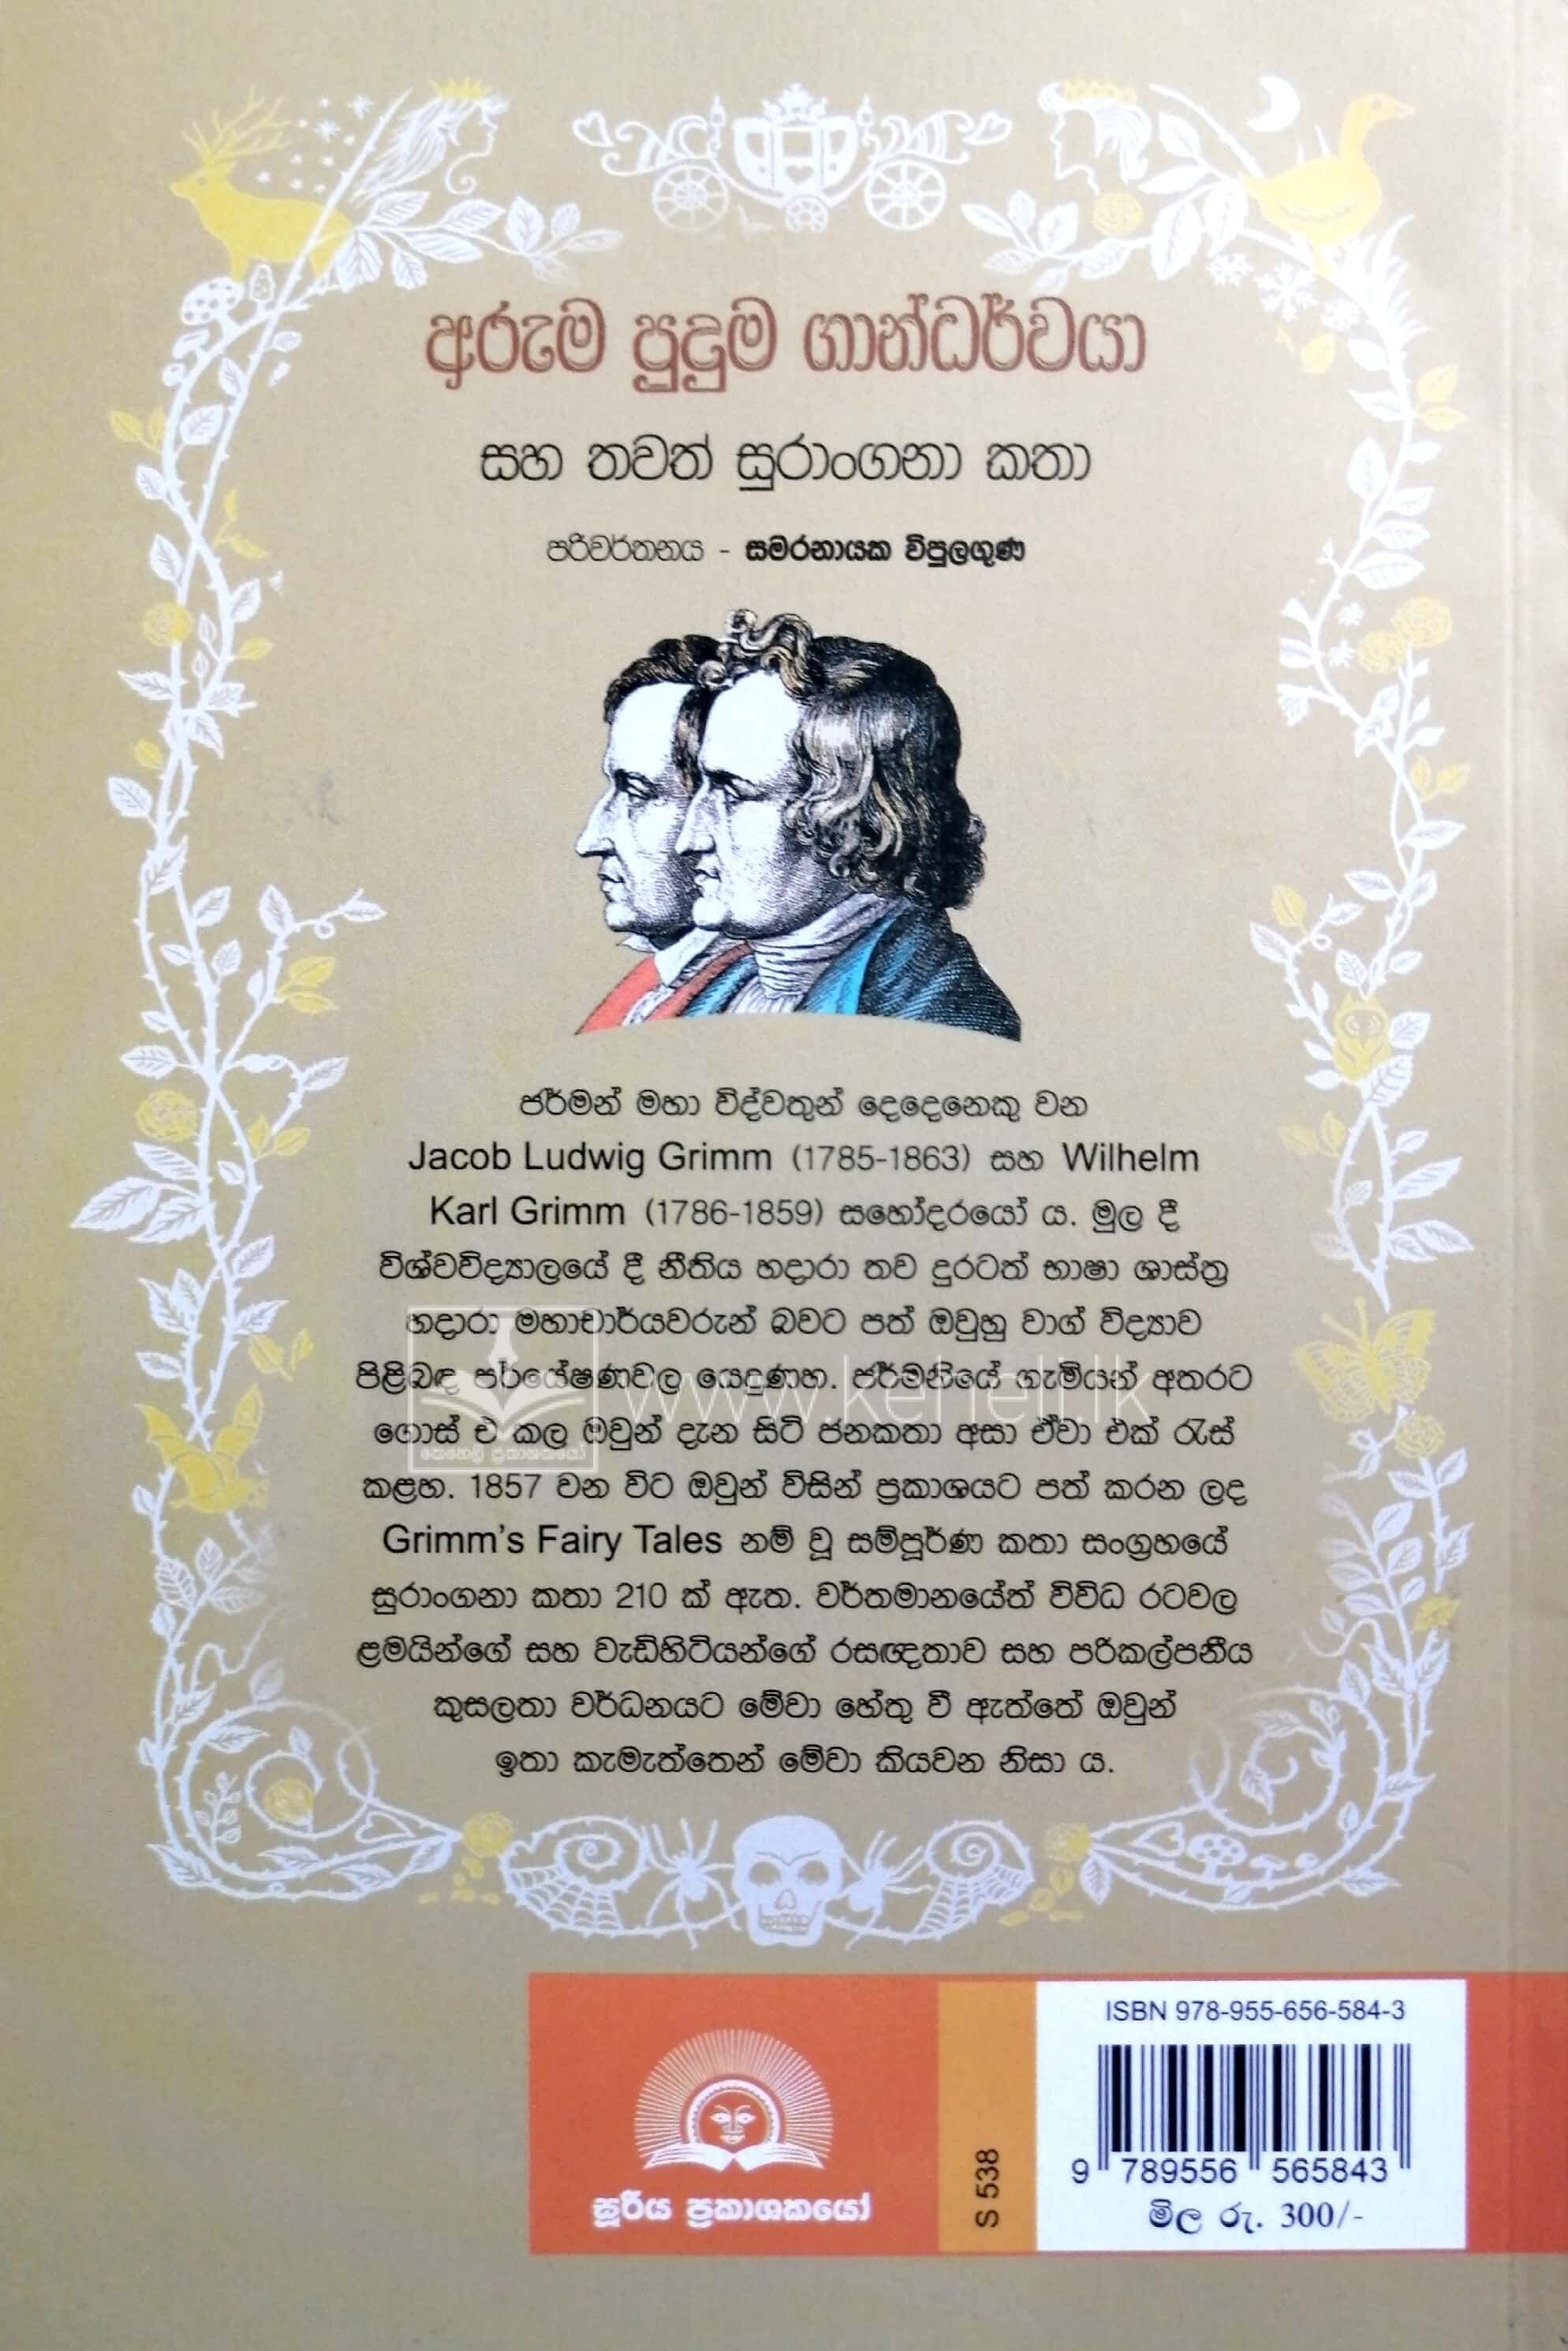 අරුම පුදුම ගාන්ධර්වයා
සහ තවත් සුරාංගනා කතා
පරිවර්තනය - සමරනායක විපුලගුණ
ජර්මන් මහා විද්වතුන් දෙදෙනෙකු වන
Jacob Ludwig Grimm (1785-1863) සහ Wilhelm
Karl Grimm (1786-1859) සහෝදරයෝ ය. මුල දී
විශ්වවිද්‍යාලයේ දී නීතිය හදාරා තව දුරටත් භාෂා ශාස්ත්‍ර
හදාරා මහාචාර්යවරුන් බවට පත් ඔවුහු වාග් විද්‍යාව
පිළිබඳ පර්යේෂණවල යෙදුණහ. ජර්මනියේ ගැමියන් අතරට
ගොස් එ කල ඔවුන් දැන සිටි ජනකතා අසා ඒවා එක් රැස්
කළහ. 1857 වන විට ඔවුන් විසින් ප්‍රකාශයට පත් කරන ලද
Grimm's Fairy Tales නම් වූ සම්පූර්ණ කතා සංග්‍රහයේ
සුරාංගනා කතා 210 ක් ඇත. වර්තමානයේත් විවිධ රටවල
ළමයින්ගේ සහ වැඩිහිටියන්ගේ රසඥතාව සහ පරිකල්පනීය
කුසලතා වර්ධනයට මේවා හේතු වී ඇත්තේ ඔවුන්
ඉතා කැමැත්තෙන් මේවා කියවන නිසා ය.
www.keheli.lk
කෙහෙලි ප්‍රකාශකයෝ
සූරිය ප්‍රකාශකයෝ
S 538
ISBN 978-955-656-584-3
9 789556 565843
මිල රු. 300/-